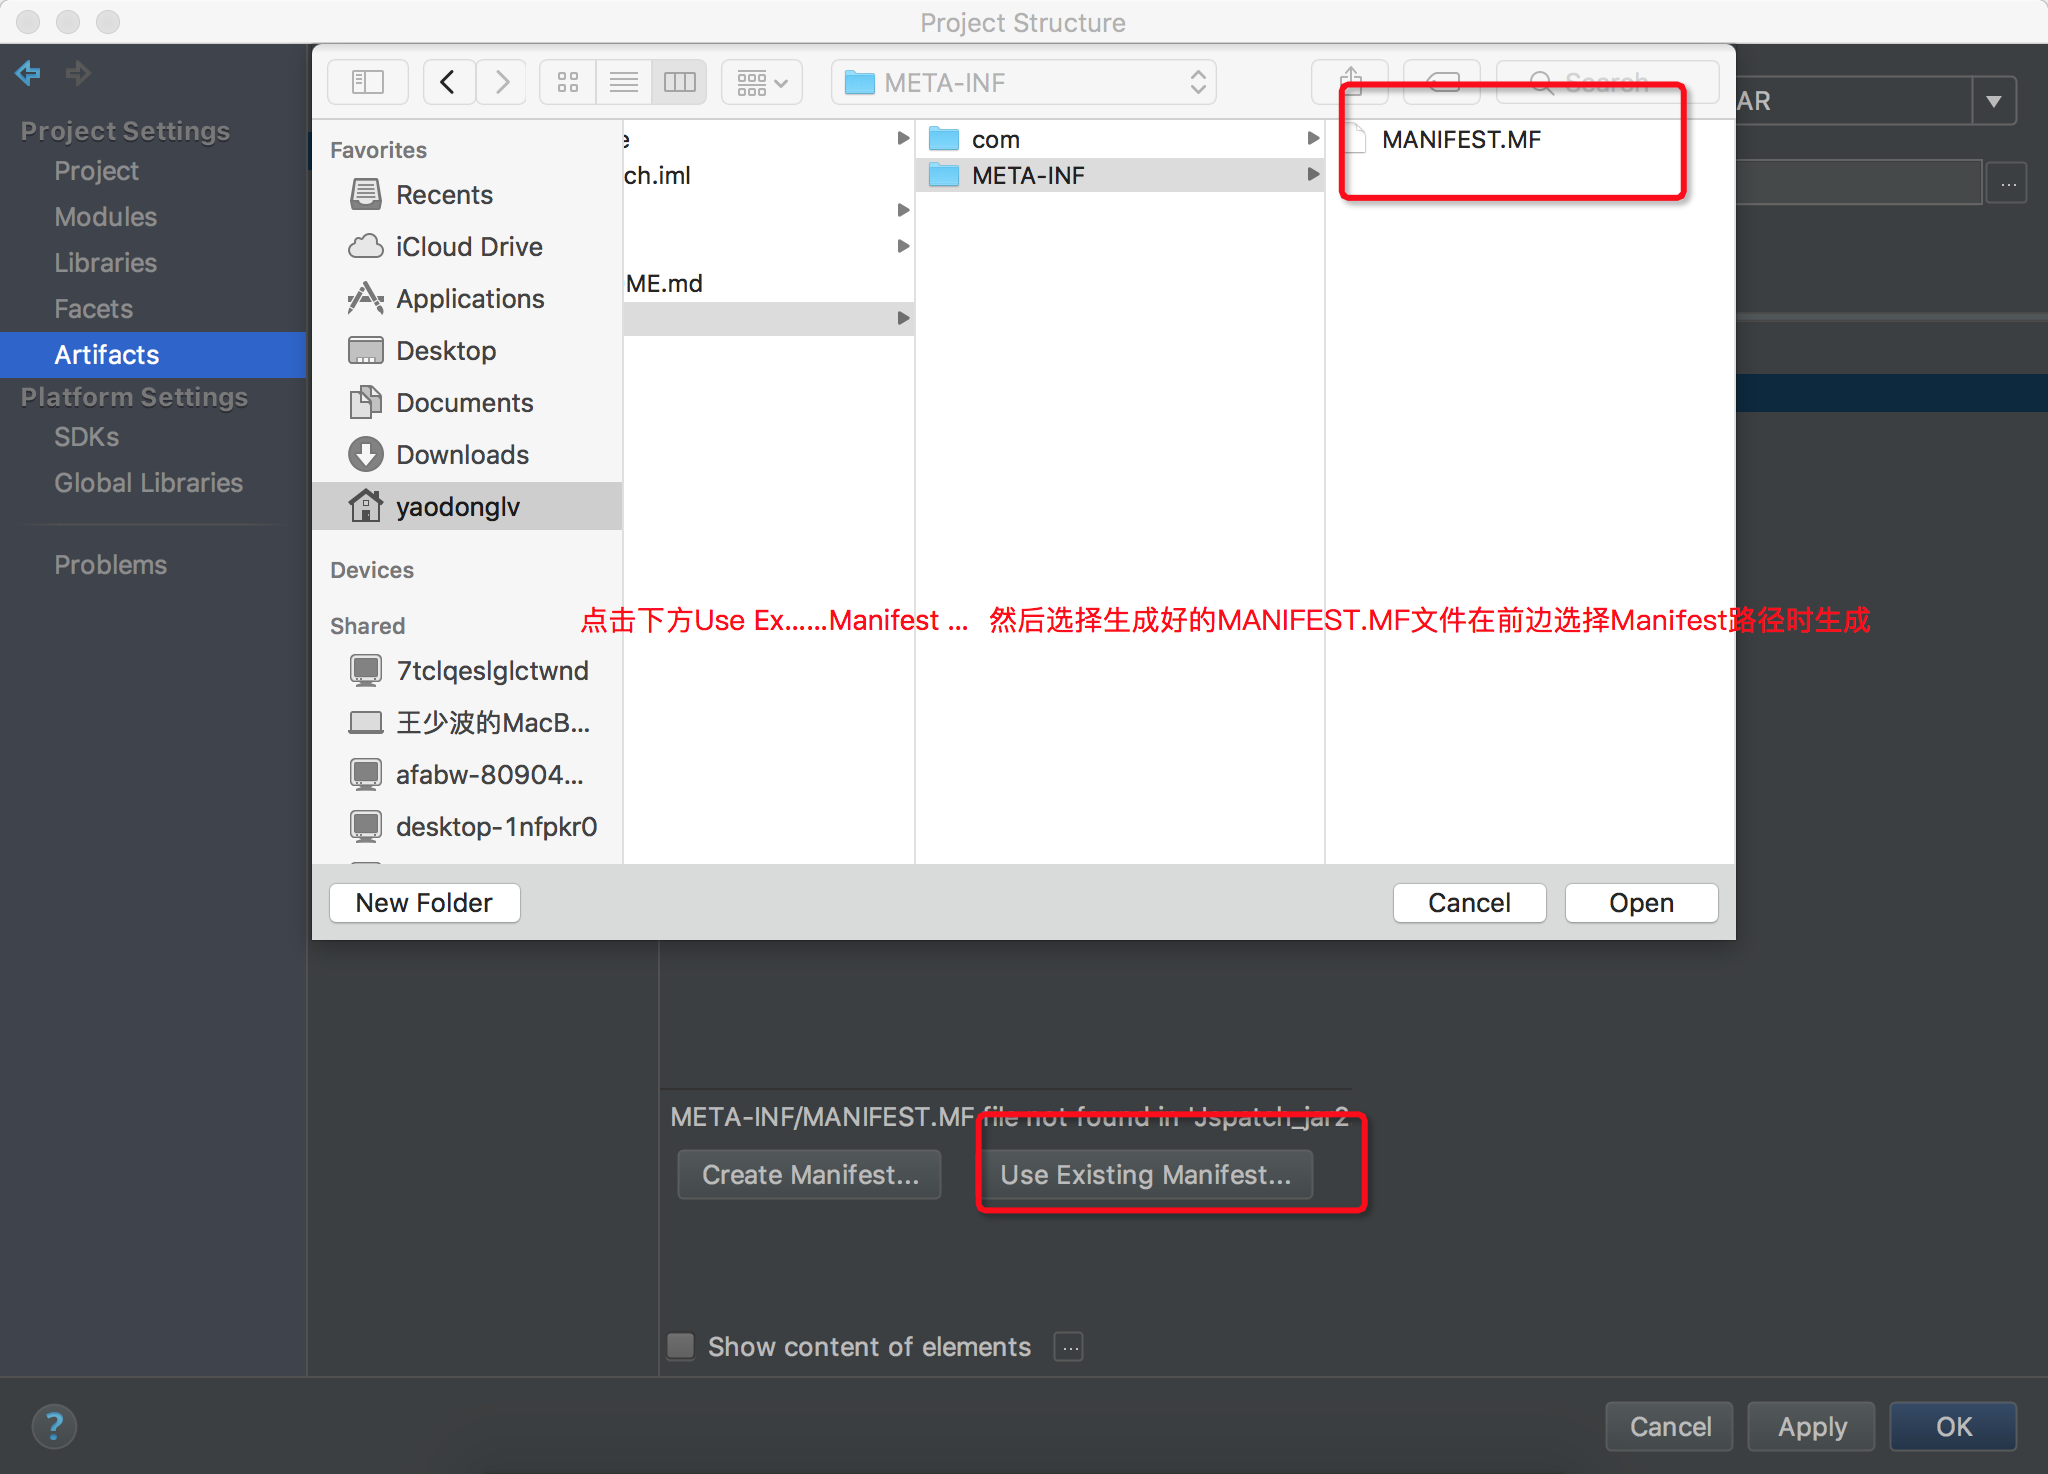 Project Structure
META-INF
Search
AR
Project Settings
Project
Modules
Libraries
Facets
Artifacts
Platform Settings
SDKs
Global Libraries
Problems
Favorites
Recents
iCloud Drive
Applications
Desktop
Documents
Downloads
yaodonglv
Devices
Shared
7tclqeslglctwnd
王少波的MacB...
afabw-80904...
desktop-1nfpkr0
ch.iml
ME.md
com
META-INF
MANIFEST.MF
...
点击下方Use Ex......Manifest ... 然后选择生成好的MANIFEST.MF文件在前边选择Manifest路径时生成
New Folder
Cancel
Open
META-INF/MANIFEST.MF file not found in 'Jspatch_jar2'
Create Manifest...
Use Existing Manifest...
Show content of elements
...
?
Cancel
Apply
OK